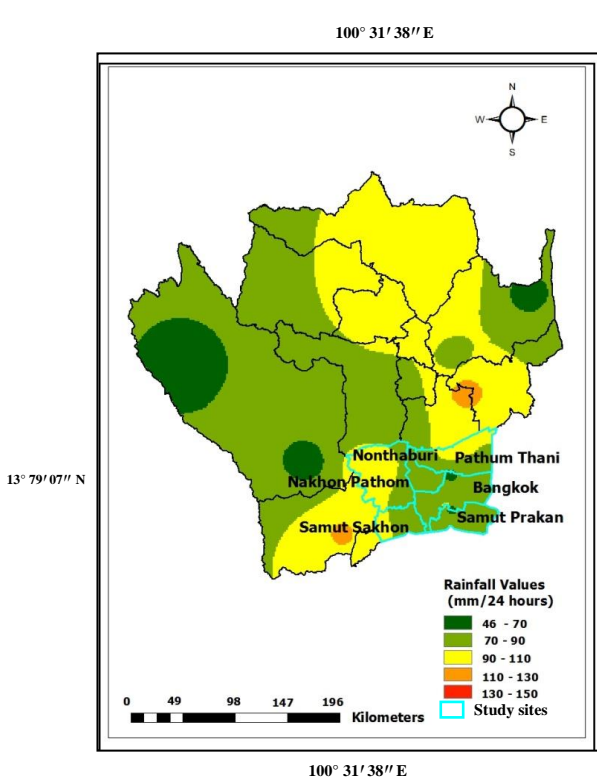 100° 31′ 38″ E
N
W E
S
Nonthaburi Pathum Thani
Nakhon Pathom Bangkok
Samut Sakhon Samut Prakan
13° 79′ 07″ N
Rainfall Values
(mm/24 hours)
46 - 70
70 - 90
90 - 110
110 - 130
130 - 150
Study sites
0 49 98 147 196
Kilometers
100° 31′ 38″ E